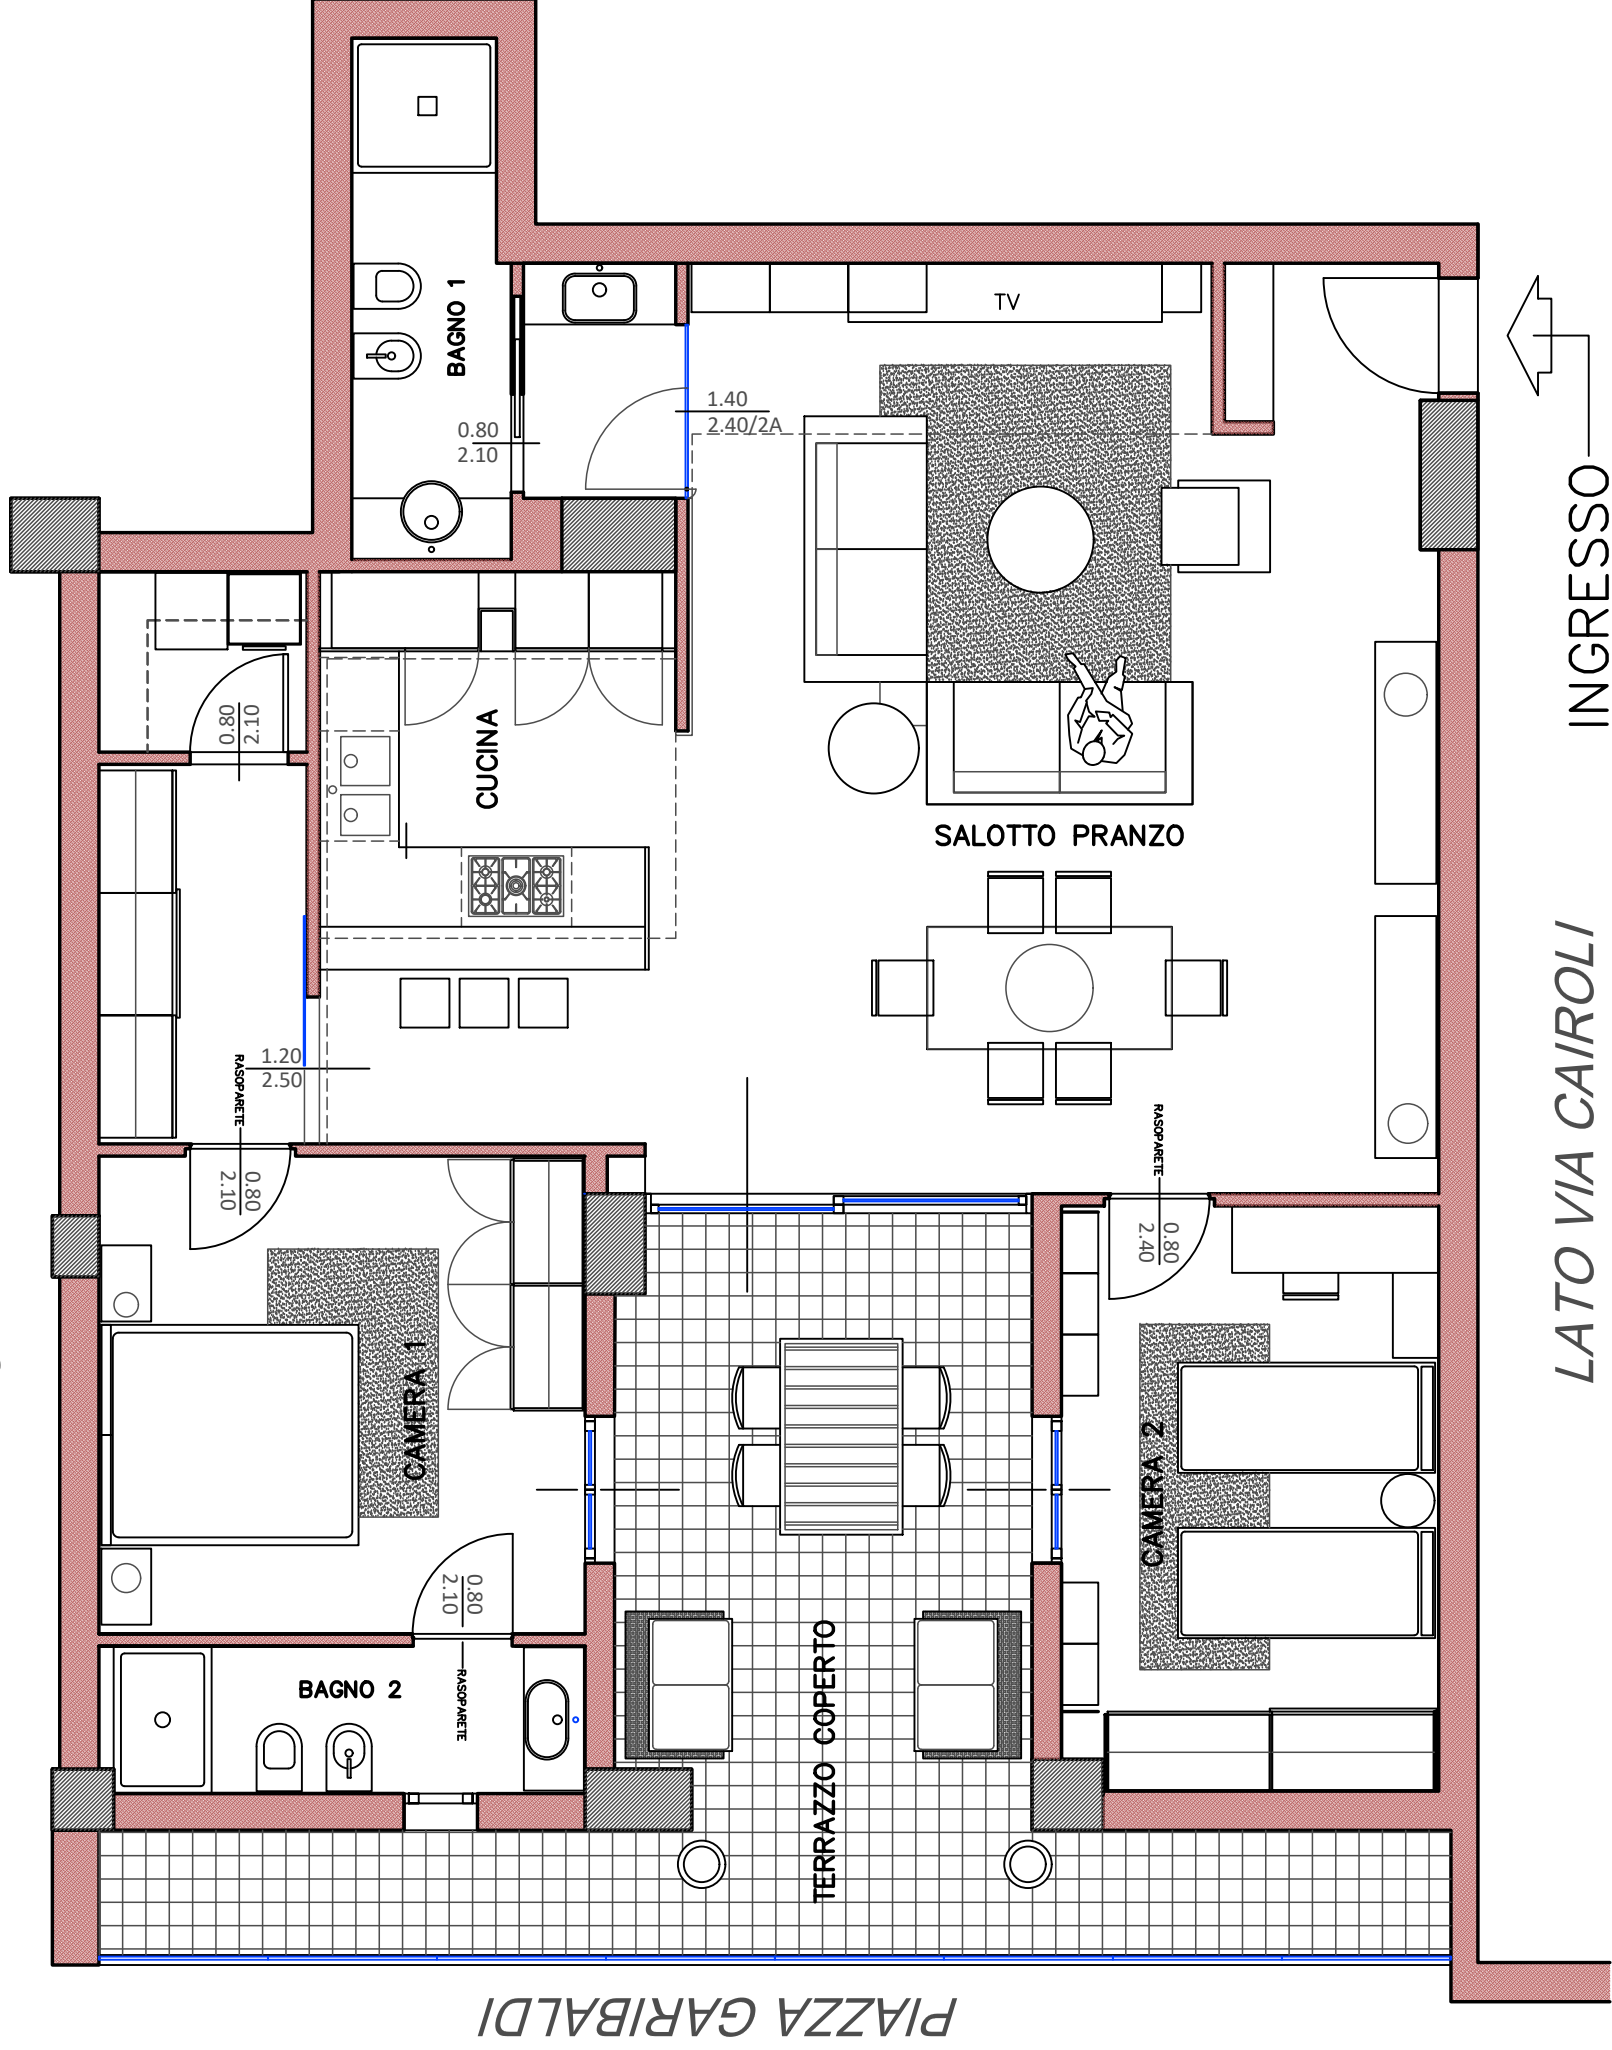 BAGNO 1
TV
1.40
2.40/2A
0.80
2.10
INGRESSO
0.80
2.10
CUCINA
SALOTTO PRANZO
LATO VIA CAIROLI
1.20
2.50
RASOPARETE
0.80
2.10
RASOPARETE
0.80
2.40
CAMERA 1
CAMERA 2
0.80
2.10
RASOPARETE
BAGNO 2
TERRAZZO COPERTO
PIAZZA GARIBALDI